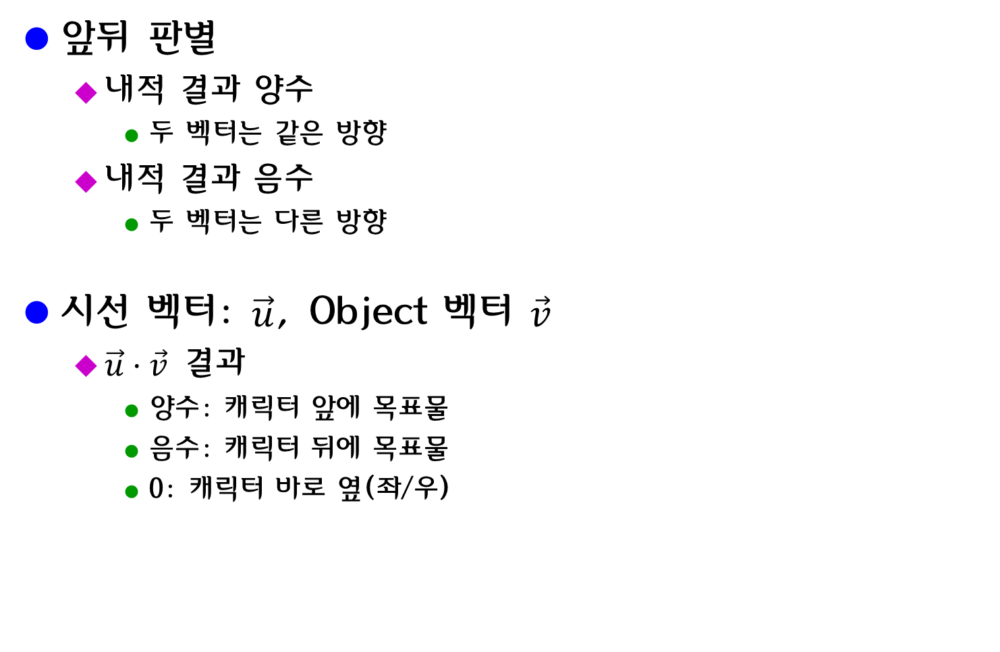 ● 앞뒤 판별
◆ 내적 결과 양수
● 두 벡터는 같은 방향
◆ 내적 결과 음수
● 두 벡터는 다른 방향
● 시선 벡터: $\vec{u}$, Object 벡터 $\vec{v}$
◆ $\vec{u} \cdot \vec{v}$ 결과
● 양수: 캐릭터 앞에 목표물
● 음수: 캐릭터 뒤에 목표물
● 0: 캐릭터 바로 옆(좌/우)